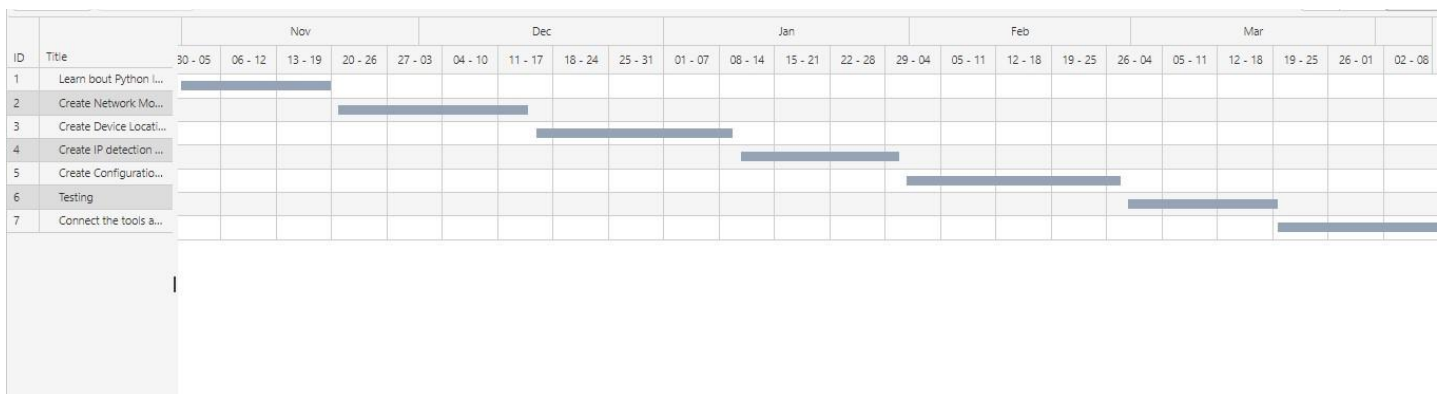 Nov Dec Jan Feb Mar
ID Title 30 - 05 06 - 12 13 - 19 20 - 26 27 - 03 04 - 10 11 - 17 18 - 24 25 - 31 01 - 07 08 - 14 15 - 21 22 - 28 29 - 04 05 - 11 12 - 18 19 - 25 26 - 04 05 - 11 12 - 18 19 - 25 26 - 01 02 - 08
1 Learn bout Python I...
2 Create Network Mo...
3 Create Device Locati...
4 Create IP detection ...
5 Create Configuratio...
6 Testing
7 Connect the tools a...